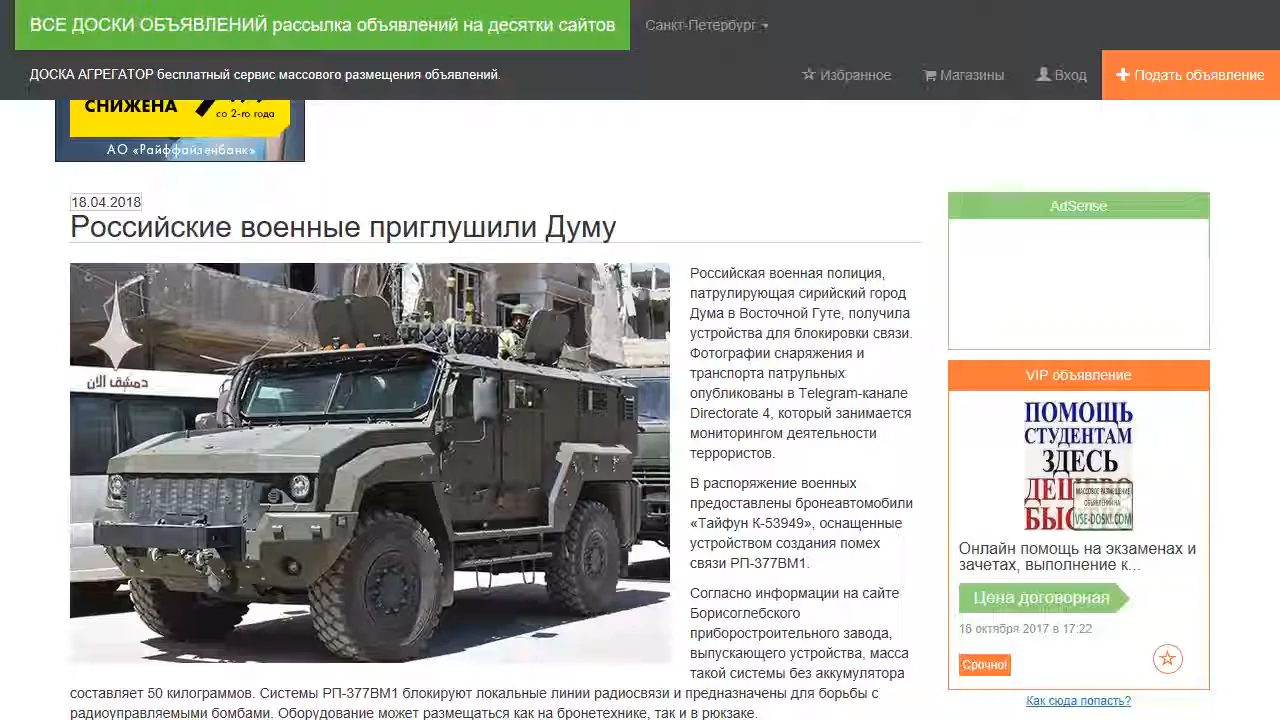 ВСЕ ДОСКИ ОБЪЯВЛЕНИЙ рассылка объявлений на десятки сайтов
Санкт-Петербург
ДОСКА АГРЕГАТОР бесплатный сервис массового размещения объявлений.
Избранное
Магазины
Вход
Подать объявление
СНИЖЕНА
со 2-го года
АО «Райффайзенбанк»
18.04.2018
Российские военные приглушили Думу
دمشق الآن
Российская военная полиция,
патрулирующая сирийский город
Дума в Восточной Гуте, получила
устройства для блокировки связи.
Фотографии снаряжения и
транспорта патрульных
опубликованы в Telegram-канале
Directorate 4, который занимается
мониторингом деятельности
террористов.
В распоряжение военных
предоставлены бронеавтомобили
«Тайфун К-53949», оснащенные
устройством создания помех
связи РП-377ВМ1.
Согласно информации на сайте
Борисоглебского
приборостроительного завода,
выпускающего устройства, масса
такой системы без аккумулятора
составляет 50 килограммов. Системы РП-377ВМ1 блокируют локальные линии радиосвязи и предназначены для борьбы с
радиоуправляемыми бомбами. Оборудование может размещаться как на бронетехнике, так и в рюкзаке.
AdSense
VIP объявление
ПОМОЩЬ
СТУДЕНТАМ
ЗДЕСЬ
МАССОВОЕ РАЗМЕЩЕНИЕ
ОБЪЯВЛЕНИЙ НА
VSE-DOSKI.COM
Онлайн помощь на экзаменах и
зачетах, выполнение к...
Цена договорная
16 октября 2017 в 17:22
Срочно!
Как сюда попасть?